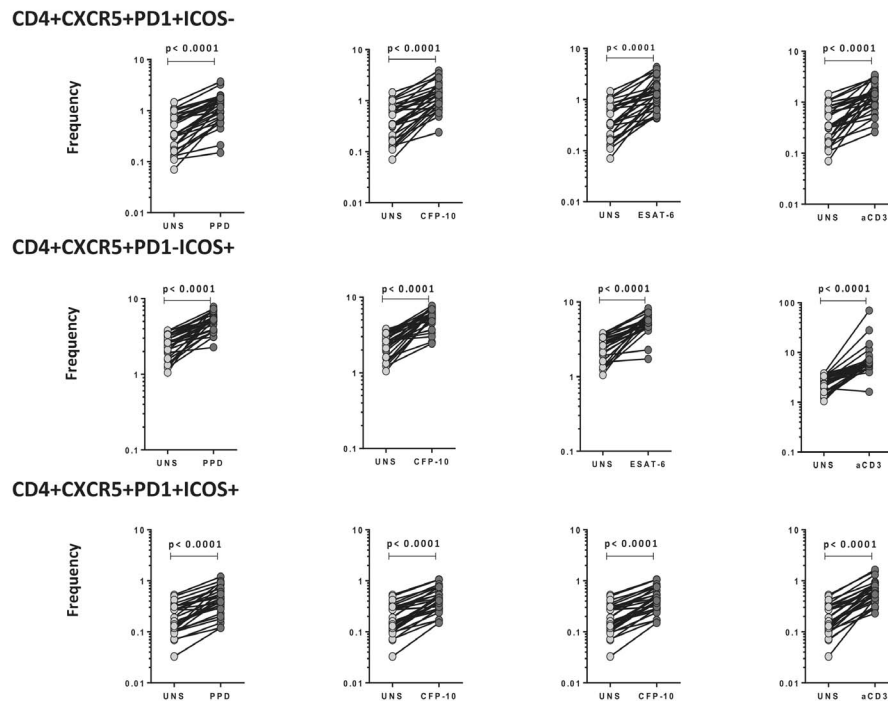 CD4+CXCR5+PD1+ICOS-
p< 0.0001 p< 0.0001 p< 0.0001 p< 0.0001
Frequency
10 10 10 10
1 1 1 1
0.1 0.1 0.1 0.1
0.01 0.01 0.01 0.01
UNS PPD UNS CFP-10 UNS ESAT-6 UNS aCD3
CD4+CXCR5+PD1-ICOS+
p< 0.0001 p< 0.0001 p< 0.0001 p< 0.0001
10 10 10 100
10
1 1 1 1
0.1 0.1 0.1 0.1
UNS PPD UNS CFP-10 UNS ESAT-6 UNS aCD3
CD4+CXCR5+PD1+ICOS+
p< 0.0001 p< 0.0001 p< 0.0001 p< 0.0001
Frequency
10 10 10 10
1 1 1 1
0.1 0.1 0.1 0.1
0.01 0.01 0.01 0.01
UNS PPD UNS CFP-10 UNS CFP-10 UNS aCD3